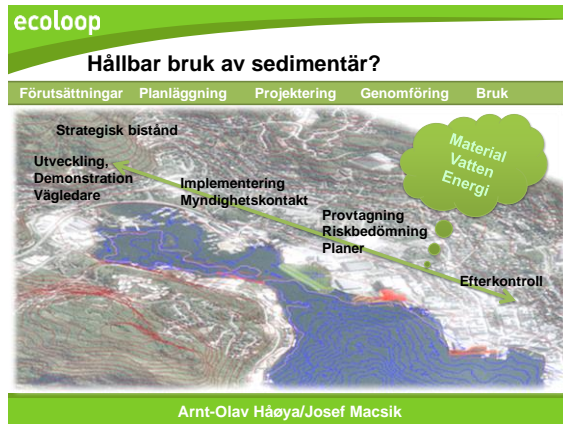 ecoloop
Hållbar bruk av sedimentär?
Förutsättningar Planläggning Projektering Genomföring Bruk
Strategisk bistånd
Utveckling,
Demonstration
Vägledare
Implementering
Myndighetskontakt
Material
Vatten
Energi
Provtagning
Riskbedömning
Planer
Efterkontroll
Arnt-Olav Håøya/Josef Macsik